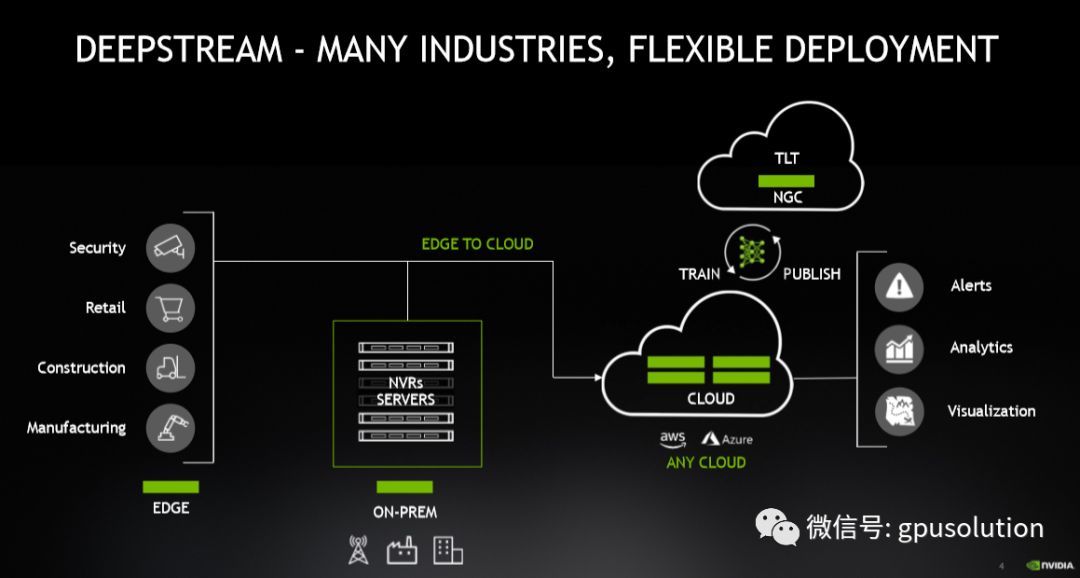 DEEPSTREAM - MANY INDUSTRIES, FLEXIBLE DEPLOYMENT
TLT
NGC
TRAIN
PUBLISH
EDGE TO CLOUD
Security
Retail
Construction
Manufacturing
EDGE
NVRs
SERVERS
ON-PREM
CLOUD
aws
Azure
ANY CLOUD
Alerts
Analytics
Visualization
微信号: gpusolution
4
NVIDIA